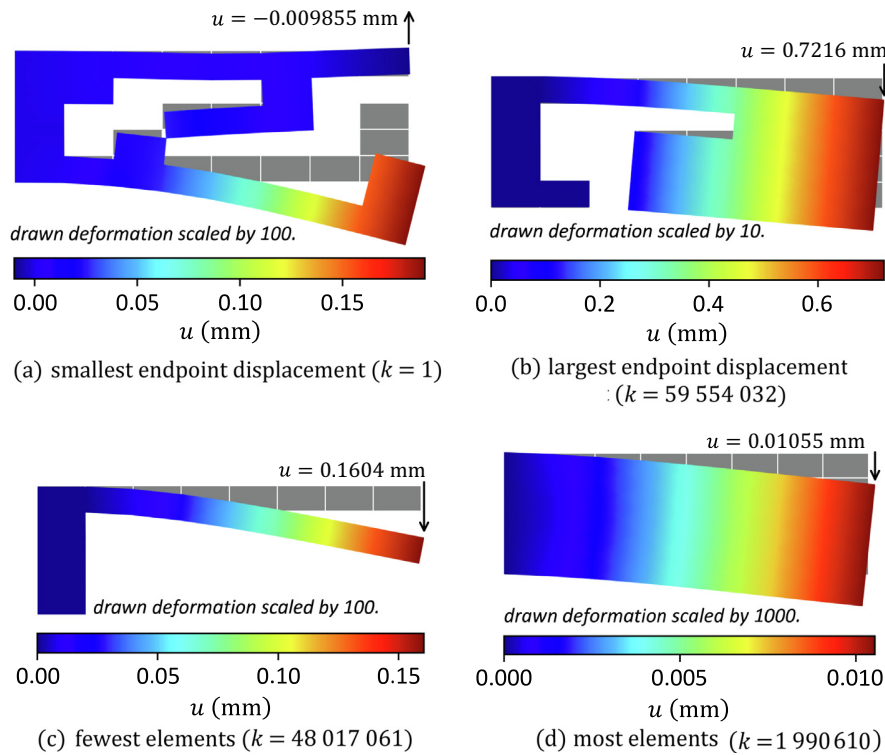 u = −0.009855 mm
drawn deformation scaled by 100.
0.00 0.05 0.10 0.15
u (mm)
(a) smallest endpoint displacement (k = 1)
u = 0.7216 mm
drawn deformation scaled by 10.
0.0 0.2 0.4 0.6
u (mm)
(b) largest endpoint displacement
: (k = 59 554 032)
u = 0.1604 mm
drawn deformation scaled by 100.
0.00 0.05 0.10 0.15
u (mm)
(c) fewest elements (k = 48 017 061)
u = 0.01055 mm
drawn deformation scaled by 1000.
0.000 0.005 0.010
u (mm)
(d) most elements (k =1 990610)